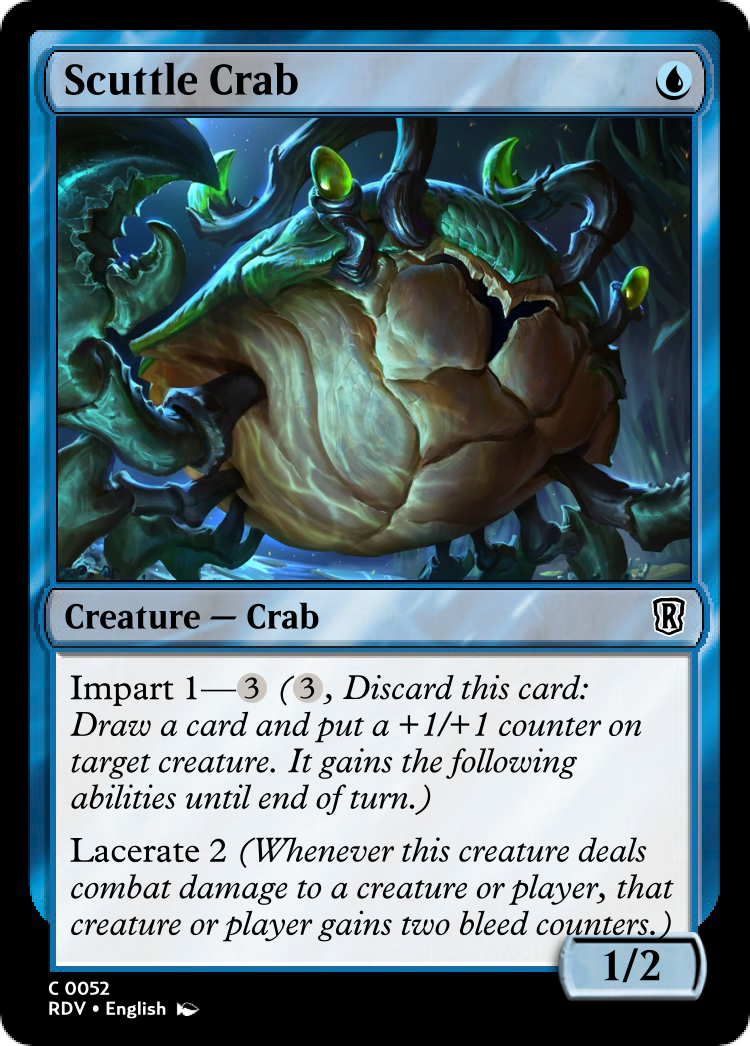 Scuttle Crab
Creature — Crab
R
Impart 1—3 (3, Discard this card:
Draw a card and put a +1/+1 counter on
target creature. It gains the following
abilities until end of turn.)
Lacerate 2 (Whenever this creature deals
combat damage to a creature or player, that
creature or player gains two bleed counters.)
1/2
C 0052
RDV • English